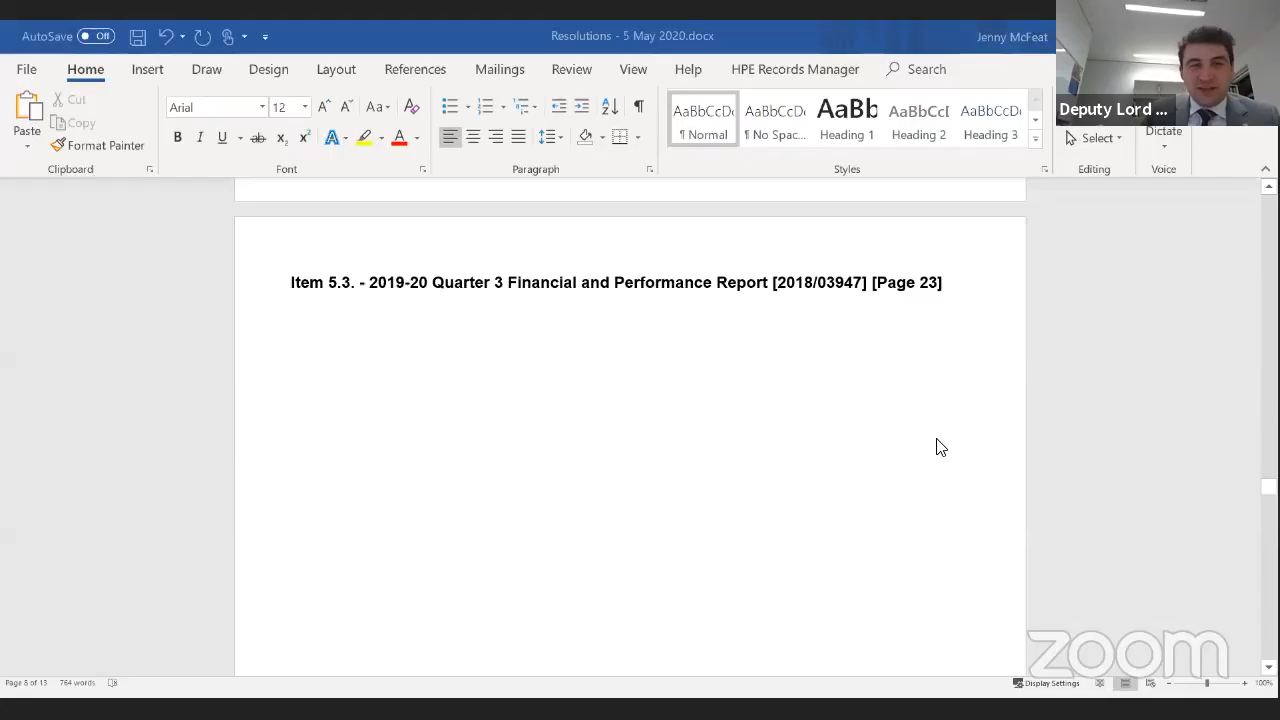 AutoSave Off
Resolutions - 5 May 2020.docx
Jenny McFeat
Deputy Lord ...
File Home Insert Draw Design Layout References Mailings Review View Help HPE Records Manager Search
Paste
Cut
Copy
Format Painter
Arial 12
AaBbCcDc AaBbCcDc AaBb AaBbCcD AaBbCcDc
¶ Normal ¶ No Spac... Heading 1 Heading 2 Heading 3
Select
Dictate
Clipboard Font Paragraph Styles Editing Voice
Item 5.3. - 2019-20 Quarter 3 Financial and Performance Report [2018/03947] [Page 23]
zoom
Page 8 of 13 764 words Display Settings 100%